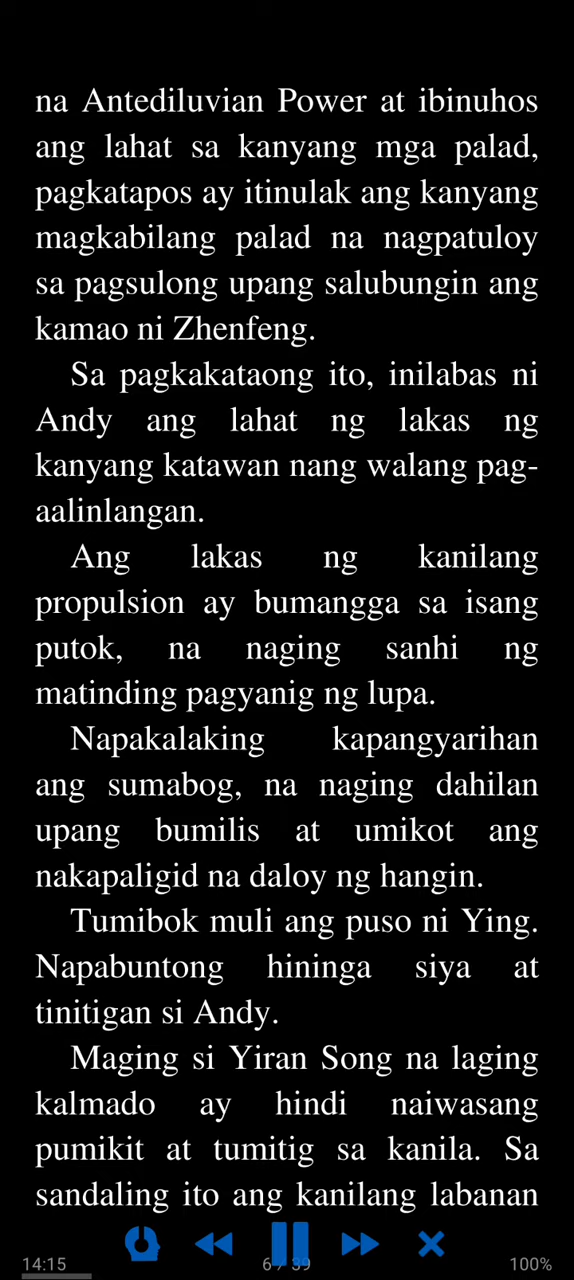 na Antediluvian Power at ibinuhos
ang lahat sa kanyang mga palad,
pagkatapos ay itinulak ang kanyang
magkabilang palad na nagpatuloy
sa pagsulong upang salubungin ang
kamao ni Zhenfeng.
Sa pagkakataong ito, inilabas ni
Andy ang lahat ng lakas ng
kanyang katawan nang walang pag-
aalinlangan.
Ang lakas ng kanilang
propulsion ay bumangga sa isang
putok, na naging sanhi ng
matinding pagyanig ng lupa.
Napakalaking kapangyarihan
ang sumabog, na naging dahilan
upang bumilis at umikot ang
nakapaligid na daloy ng hangin.
Tumibok muli ang puso ni Ying.
Napabuntong hininga siya at
tinitigan si Andy.
Maging si Yiran Song na laging
kalmado ay hindi naiwasang
pumikit at tumitig sa kanila. Sa
sandaling ito ang kanilang labanan
14:15 6 / 39 100%